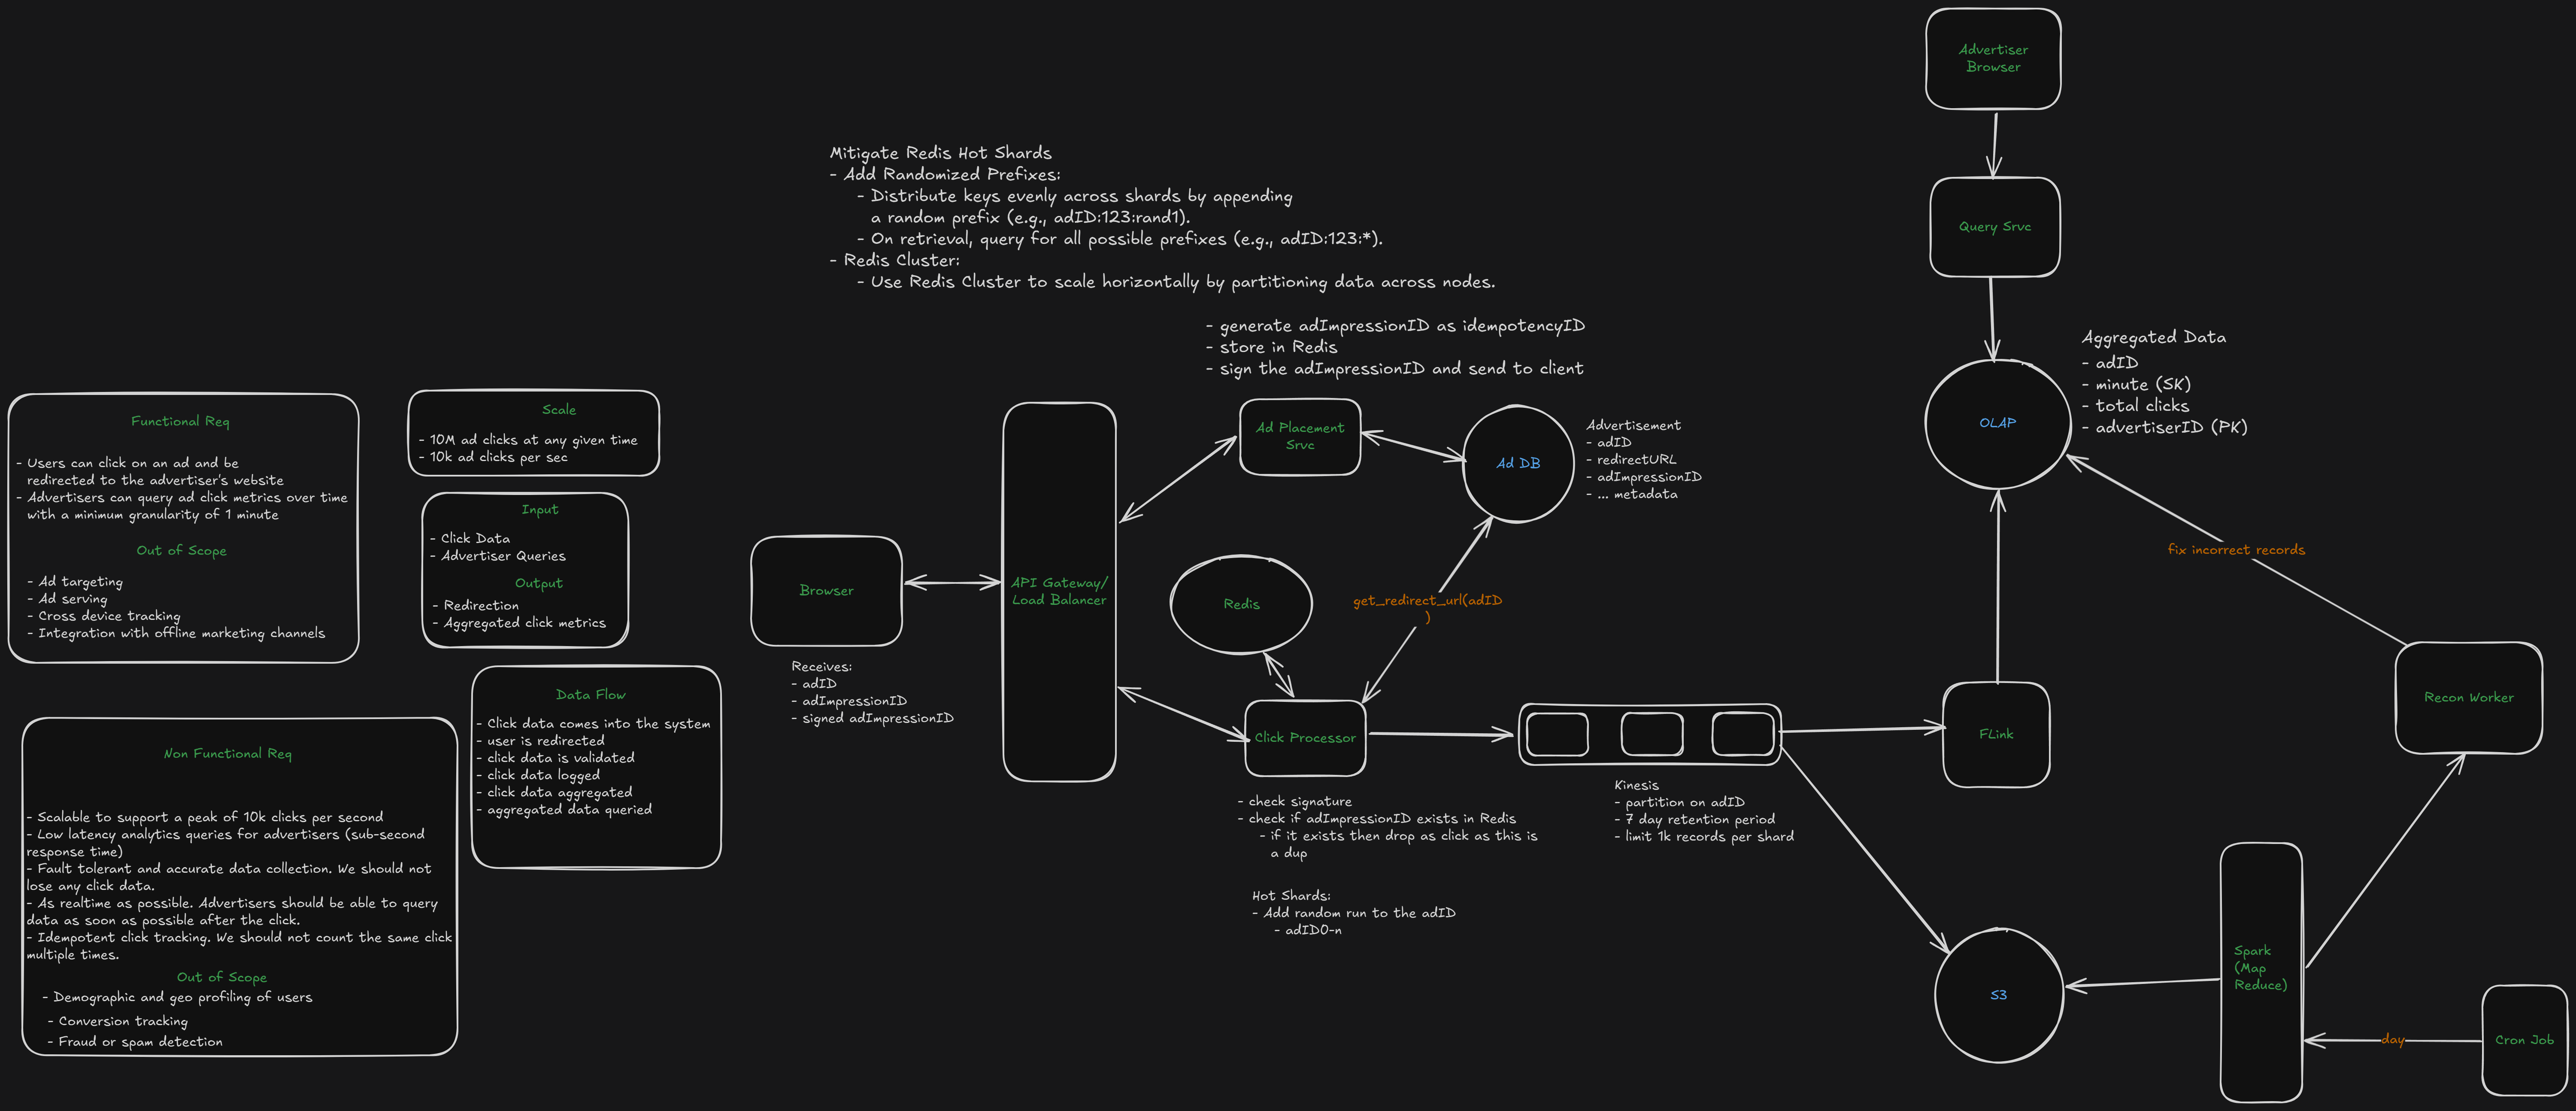 Advertiser
Browser
Query Srvc
OLAP
Aggregated Data
- adID
- minute (SK)
- total clicks
- advertiserID (PK)
Mitigate Redis Hot Shards
- Add Randomized Prefixes:
- Distribute keys evenly across shards by appending
a random prefix (e.g., adID:123:rand1).
- On retrieval, query for all possible prefixes (e.g., adID:123:*).
- Redis Cluster:
- Use Redis Cluster to scale horizontally by partitioning data across nodes.
- generate adImpressionID as idempotencyID
- store in Redis
- sign the adImpressionID and send to client
Functional Req
- Users can click on an ad and be
redirected to the advertiser's website
- Advertisers can query ad click metrics over time
with a minimum granularity of 1 minute
Out of Scope
- Ad targeting
- Ad serving
- Cross device tracking
- Integration with offline marketing channels
Scale
- 10M ad clicks at any given time
- 10k ad clicks per sec
Input
- Click Data
- Advertiser Queries
Output
- Redirection
- Aggregated click metrics
Data Flow
- Click data comes into the system
- user is redirected
- click data is validated
- click data logged
- click data aggregated
- aggregated data queried
Non Functional Req
- Scalable to support a peak of 10k clicks per second
- Low latency analytics queries for advertisers (sub-second
response time)
- Fault tolerant and accurate data collection. We should not
lose any click data.
- As realtime as possible. Advertisers should be able to query
data as soon as possible after the click.
- Idempotent click tracking. We should not count the same click
multiple times.
Out of Scope
- Demographic and geo profiling of users
- Conversion tracking
- Fraud or spam detection
Browser
Receives:
- adID
- adImpressionID
- signed adImpressionID
API Gateway/
Load Balancer
Ad Placement
Srvc
Ad DB
Advertisement
- adID
- redirectURL
- adImpressionID
- ... metadata
Redis
get_redirect_url(adID
)
Click Processor
- check signature
- check if adImpressionID exists in Redis
- if it exists then drop as click as this is
a dup
Hot Shards:
- Add random run to the adID
- adID0-n
Kinesis
- partition on adID
- 7 day retention period
- limit 1k records per shard
FLink
fix incorrect records
Recon Worker
S3
Spark
(Map
Reduce)
day
Cron Job